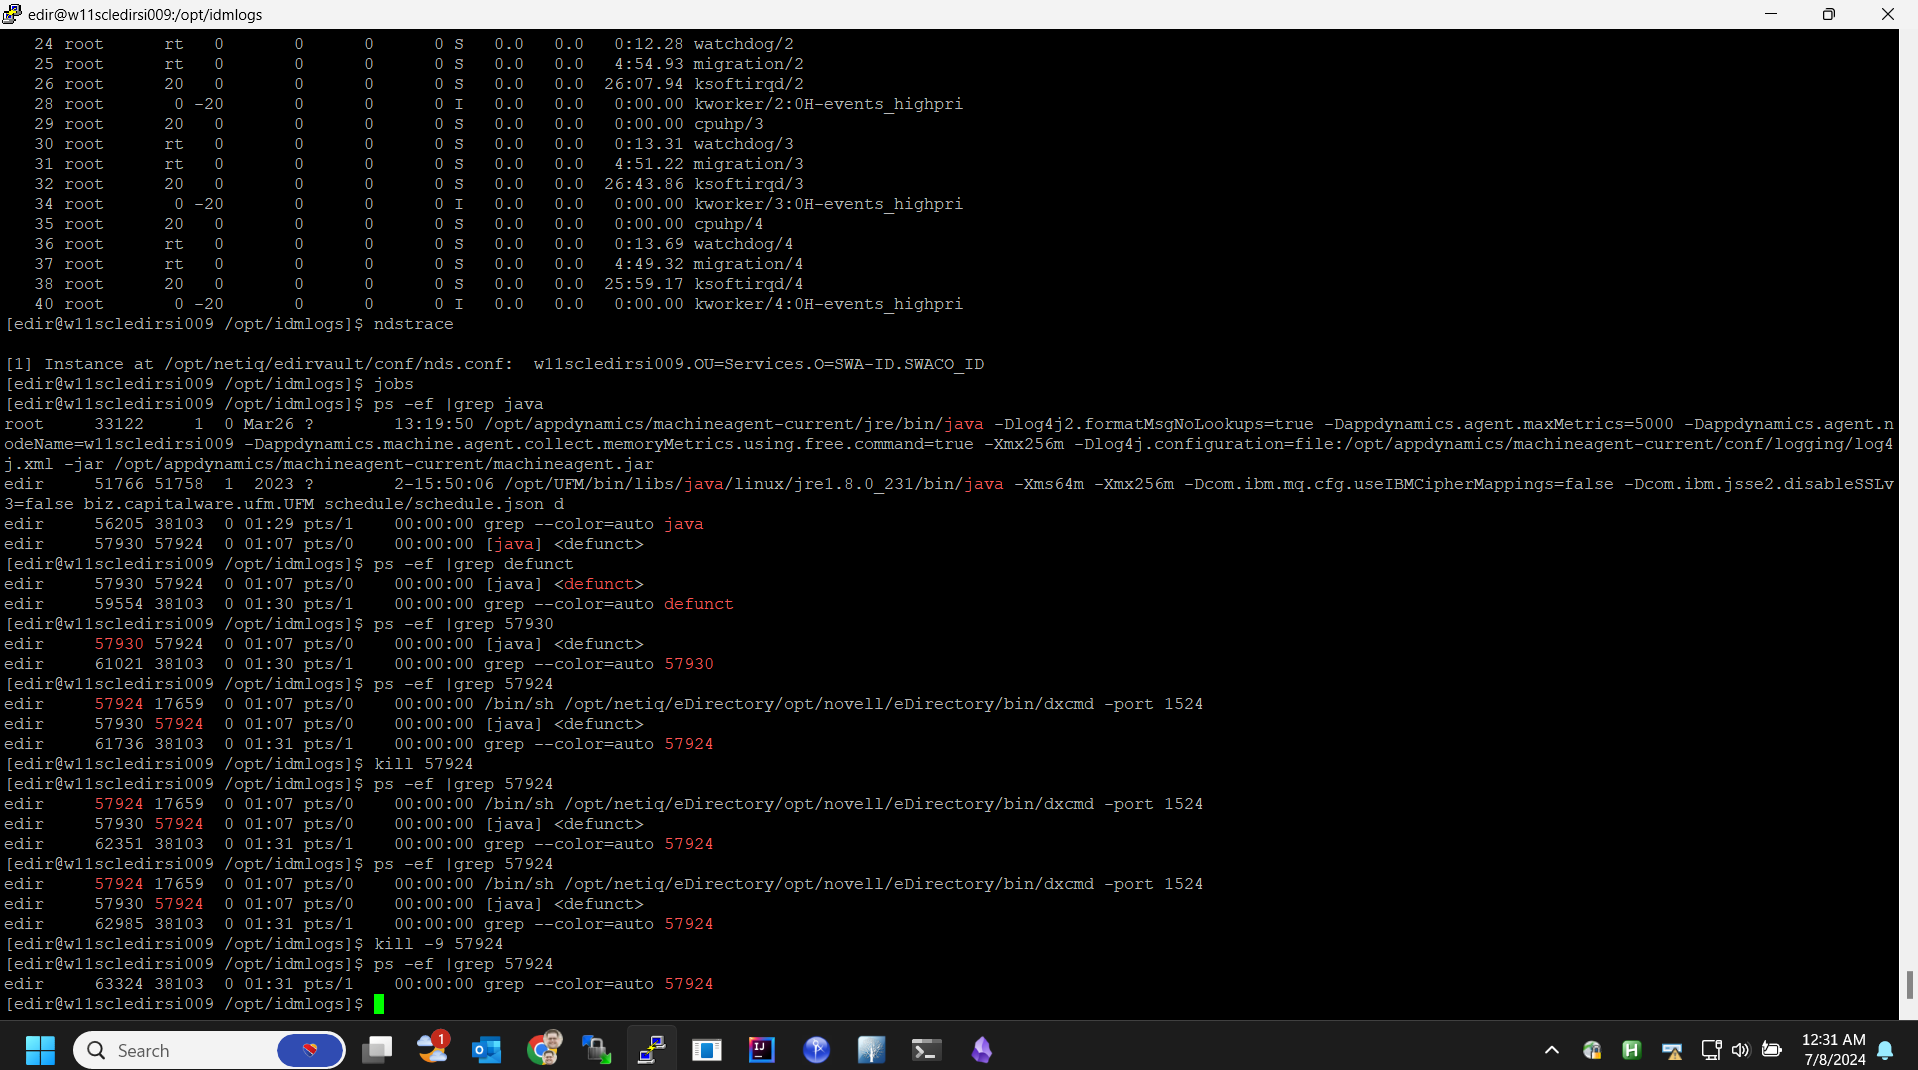 edir@w11scledirsi009:/opt/idmlogs
   24 root      rt   0       0      0      0 S   0.0   0.0   0:12.28 watchdog/2
   25 root      rt   0       0      0      0 S   0.0   0.0   4:54.93 migration/2
   26 root      20   0       0      0      0 S   0.0   0.0  26:07.94 ksoftirqd/2
   28 root       0 -20       0      0      0 I   0.0   0.0   0:00.00 kworker/2:0H-events_highpri
   29 root      20   0       0      0      0 S   0.0   0.0   0:00.00 cpuhp/3
   30 root      rt   0       0      0      0 S   0.0   0.0   0:13.31 watchdog/3
   31 root      rt   0       0      0      0 S   0.0   0.0   4:51.22 migration/3
   32 root      20   0       0      0      0 S   0.0   0.0  26:43.86 ksoftirqd/3
   34 root       0 -20       0      0      0 I   0.0   0.0   0:00.00 kworker/3:0H-events_highpri
   35 root      20   0       0      0      0 S   0.0   0.0   0:00.00 cpuhp/4
   36 root      rt   0       0      0      0 S   0.0   0.0   0:13.69 watchdog/4
   37 root      rt   0       0      0      0 S   0.0   0.0   4:49.32 migration/4
   38 root      20   0       0      0      0 S   0.0   0.0  25:59.17 ksoftirqd/4
   40 root       0 -20       0      0      0 I   0.0   0.0   0:00.00 kworker/4:0H-events_highpri
[edir@w11scledirsi009 /opt/idmlogs]$ ndstrace
[1] Instance at /opt/netiq/edirvault/conf/nds.conf:  w11scledirsi009.OU=Services.O=SWA-ID.SWACO_ID
[edir@w11scledirsi009 /opt/idmlogs]$ jobs
[edir@w11scledirsi009 /opt/idmlogs]$ ps -ef |grep java
root     33122     1  0 Mar26 ?        13:19:50 /opt/appdynamics/machineagent-current/jre/bin/java -Dlog4j2.formatMsgNoLookups=true -Dappdynamics.agent.maxMetrics=5000 -Dappdynamics.agent.n
odeName=w11scledirsi009 -Dappdynamics.machine.agent.collect.memoryMetrics.using.free.command=true -Xmx256m -Dlog4j.configuration=file:/opt/appdynamics/machineagent-current/conf/logging/log4
j.xml -jar /opt/appdynamics/machineagent-current/machineagent.jar
edir     51766 51758  1  2023 ?        2-15:50:06 /opt/UFM/bin/libs/java/linux/jre1.8.0_231/bin/java -Xms64m -Xmx256m -Dcom.ibm.mq.cfg.useIBMCipherMappings=false -Dcom.ibm.jsse2.disableSSLv
3=false biz.capitalware.ufm.UFM schedule/schedule.json d
edir     56205 38103  0 01:29 pts/1    00:00:00 grep --color=auto java
edir     57930 57924  0 01:07 pts/0    00:00:00 [java] <defunct>
[edir@w11scledirsi009 /opt/idmlogs]$ ps -ef |grep defunct
edir     57930 57924  0 01:07 pts/0    00:00:00 [java] <defunct>
edir     59554 38103  0 01:30 pts/1    00:00:00 grep --color=auto defunct
[edir@w11scledirsi009 /opt/idmlogs]$ ps -ef |grep 57930
edir     57930 57924  0 01:07 pts/0    00:00:00 [java] <defunct>
edir     61021 38103  0 01:30 pts/1    00:00:00 grep --color=auto 57930
[edir@w11scledirsi009 /opt/idmlogs]$ ps -ef |grep 57924
edir     57924 17659  0 01:07 pts/0    00:00:00 /bin/sh /opt/netiq/eDirectory/opt/novell/eDirectory/bin/dxcmd -port 1524
edir     57930 57924  0 01:07 pts/0    00:00:00 [java] <defunct>
edir     61736 38103  0 01:31 pts/1    00:00:00 grep --color=auto 57924
[edir@w11scledirsi009 /opt/idmlogs]$ kill 57924
[edir@w11scledirsi009 /opt/idmlogs]$ ps -ef |grep 57924
edir     57924 17659  0 01:07 pts/0    00:00:00 /bin/sh /opt/netiq/eDirectory/opt/novell/eDirectory/bin/dxcmd -port 1524
edir     57930 57924  0 01:07 pts/0    00:00:00 [java] <defunct>
edir     62351 38103  0 01:31 pts/1    00:00:00 grep --color=auto 57924
[edir@w11scledirsi009 /opt/idmlogs]$ ps -ef |grep 57924
edir     57924 17659  0 01:07 pts/0    00:00:00 /bin/sh /opt/netiq/eDirectory/opt/novell/eDirectory/bin/dxcmd -port 1524
edir     57930 57924  0 01:07 pts/0    00:00:00 [java] <defunct>
edir     62985 38103  0 01:31 pts/1    00:00:00 grep --color=auto 57924
[edir@w11scledirsi009 /opt/idmlogs]$ kill -9 57924
[edir@w11scledirsi009 /opt/idmlogs]$ ps -ef |grep 57924
edir     63324 38103  0 01:31 pts/1    00:00:00 grep --color=auto 57924
[edir@w11scledirsi009 /opt/idmlogs]$
Search
1
IJ
H
12:31 AM
7/8/2024